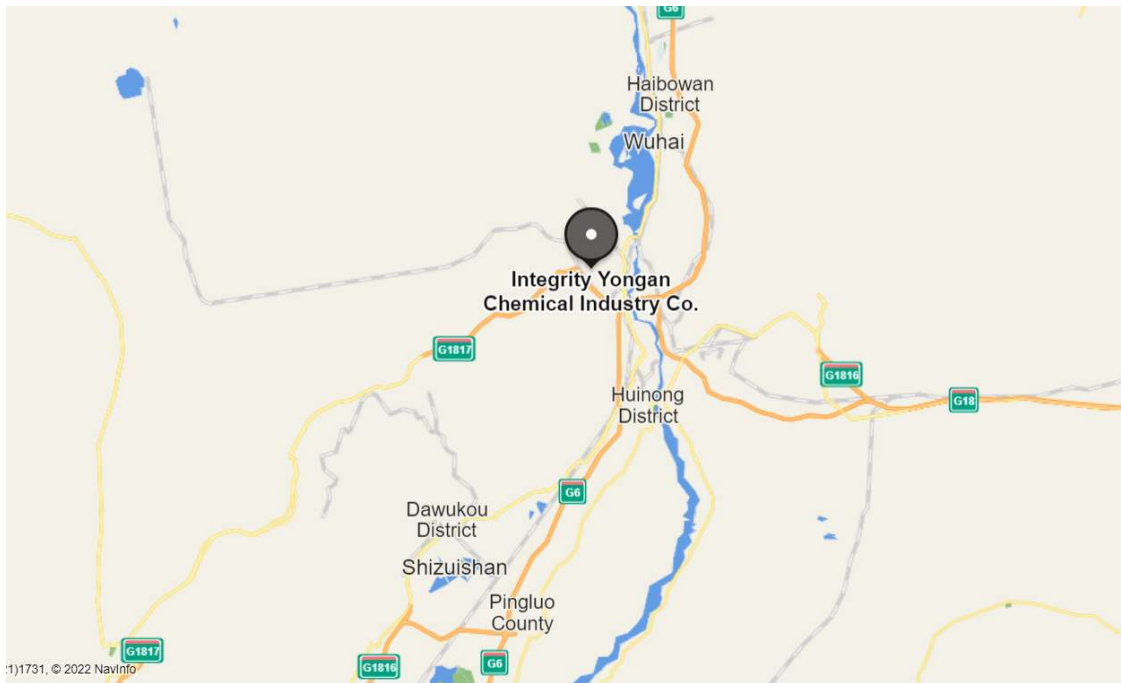 G6
Haibowan
District
Wuhai
Integrity Yongan
Chemical Industry Co.
G1817
G1816
G18
Huinong
District
G6
Dawukou
District
Shizuishan
Pingluo
County
G1817
G1816
G6
21)1731, © 2022 NavInfo